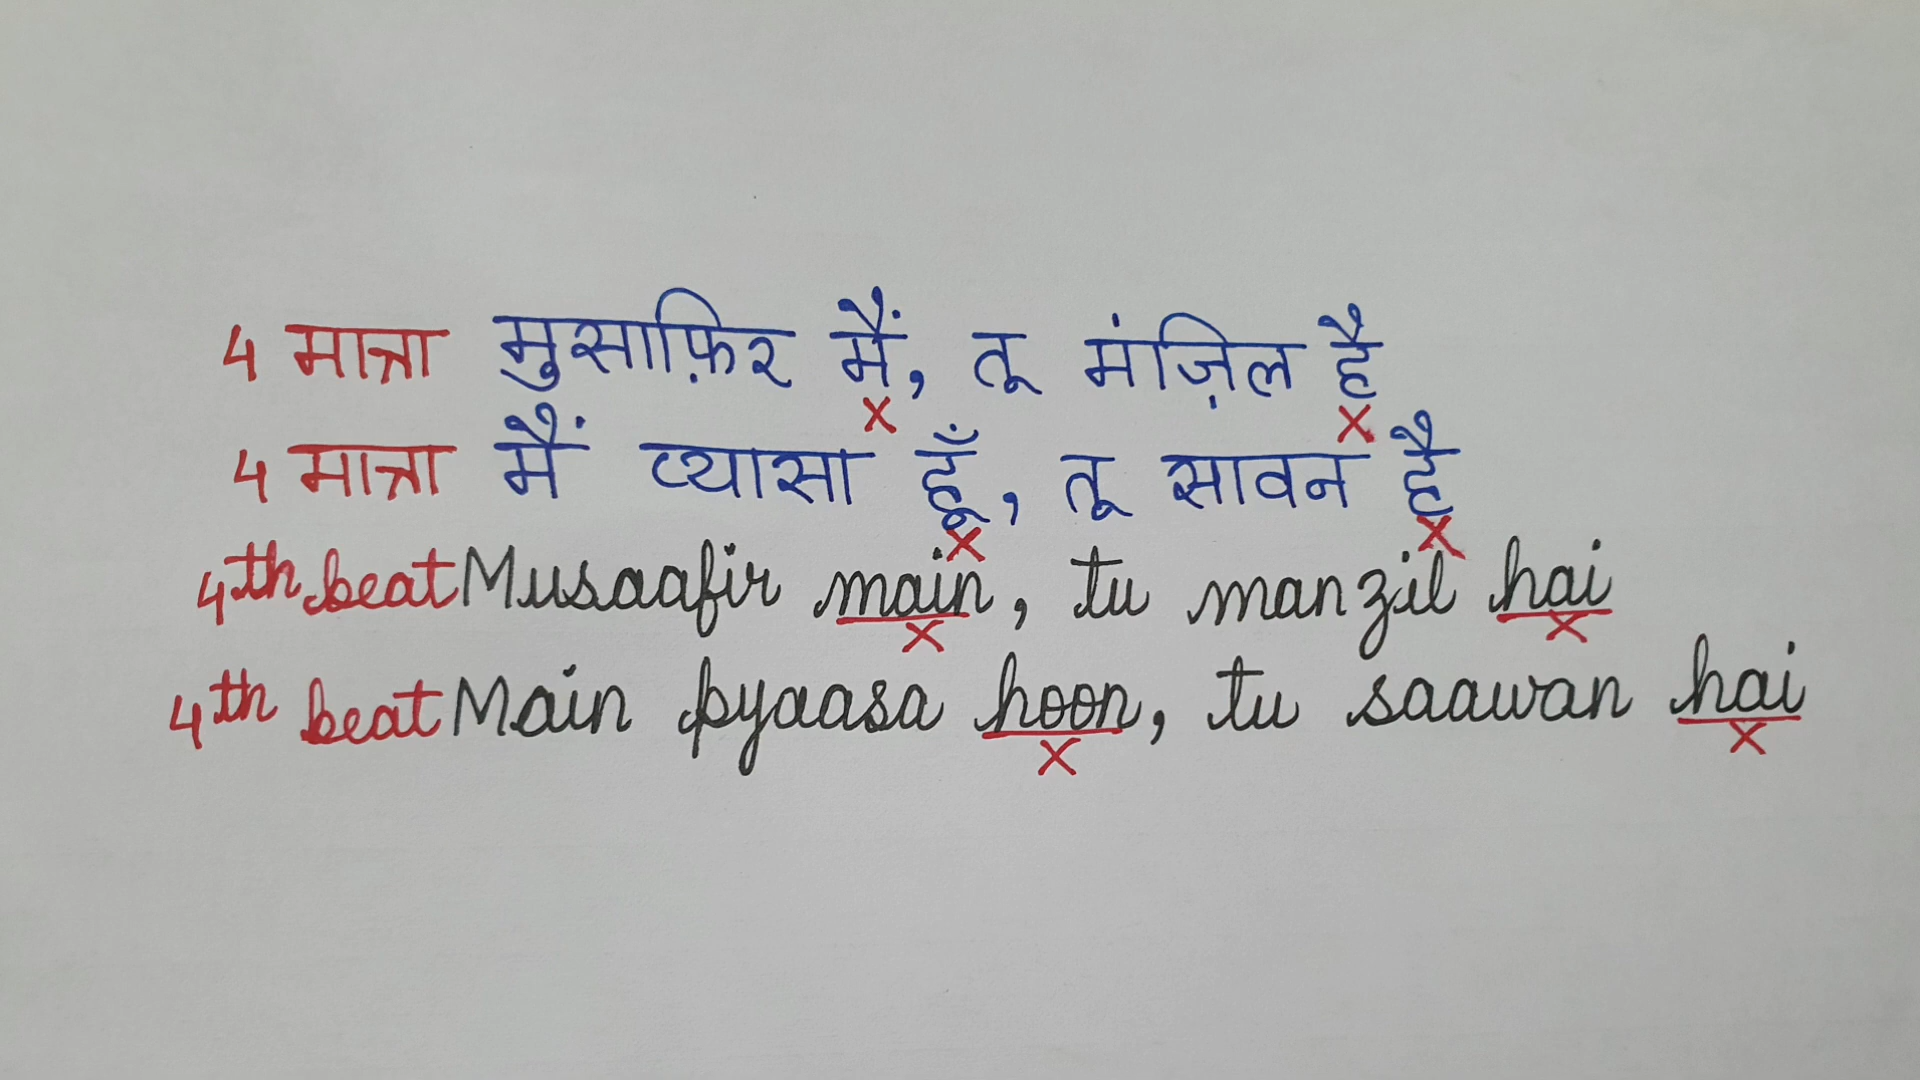 4 मात्रा मुसाफ़िर मैं, तू मंज़िल है
x x
4 मात्रा मैं प्यासा हूँ, तू सावन है
x x
4th beat Musaafir main, tu manzil hai
x x
4th beat Main pyaasa hoon, tu saawan hai
x x